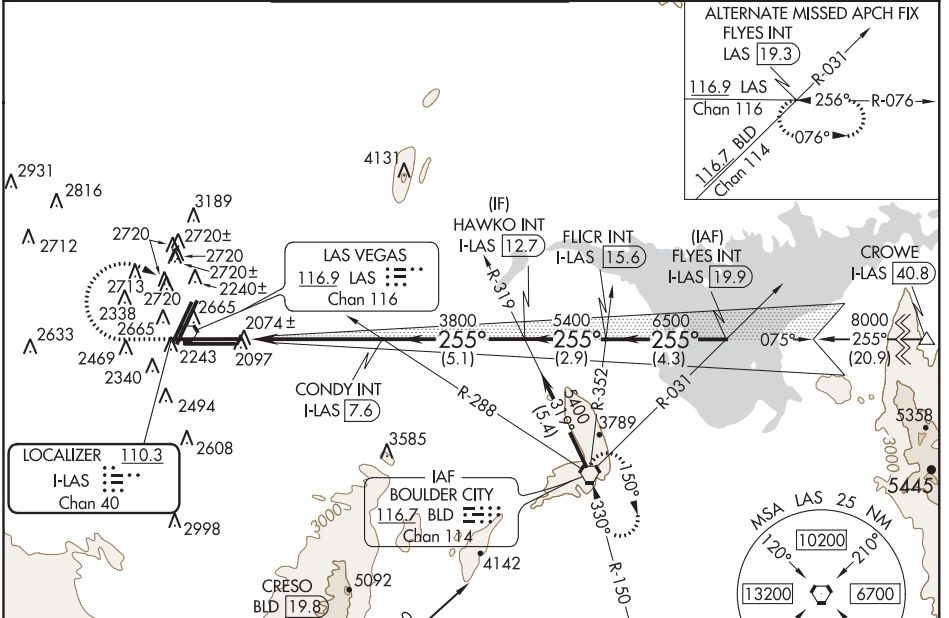 ALTERNATE MISSED APCH FIX
FLYES INT
LAS 19.3
R-031
116.9 LAS
Chan 116
256°
R-076
076°
116.7 BLD
Chan 114
2931
2816
2712
2633
4131
3189
2720
2720±
2720
2720±
2240±
2713
2720
2338
2665
2665
2469
2340
2243
2074±
2097
2494
2608
2998
LAS VEGAS
116.9 LAS
Chan 116
(IF)
HAWKO INT
I-LAS 12.7
R-319
FLICR INT
I-LAS 15.6
(IAF)
FLYES INT
I-LAS 19.9
CROWE
I-LAS 40.8
3800
255°
(5.1)
5400
255°
(2.9)
6500
255°
(4.3)
075°
8000
255°
(20.9)
CONDY INT
I-LAS 7.6
R-288
5400
319°
(5.4)
R-352
R-031
3789
5358
3000
5445
LOCALIZER 110.3
I-LAS
Chan 40
3585
IAF
BOULDER CITY
116.7 BLD
Chan 114
150°
330°
R-150
3000
4142
5092
CRESO
BLD 19.8
MSA LAS 25 NM
120°
210°
10200
13200
6700